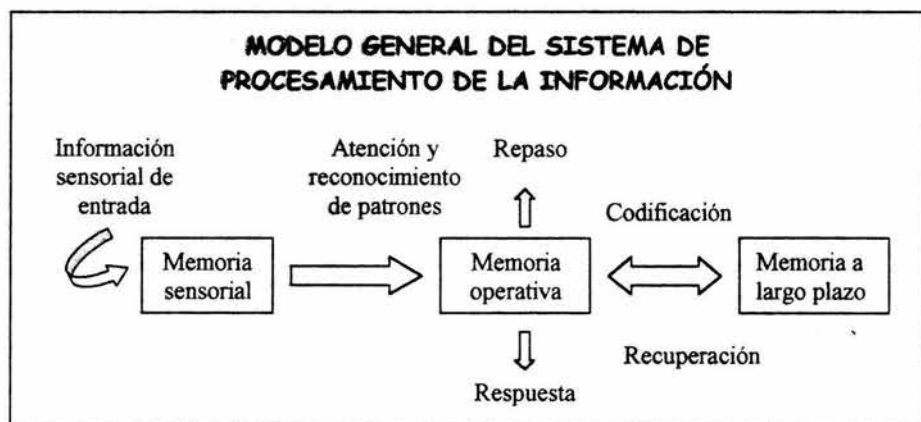 MODELO GENERAL DEL SISTEMA DE
PROCESAMIENTO DE LA INFORMACIÓN
Información
sensorial de
entrada
Atención y
reconocimiento
de patrones
Repaso
Codificación
Memoria
sensorial
Memoria
operativa
Memoria a
largo plazo
Recuperación
Respuesta